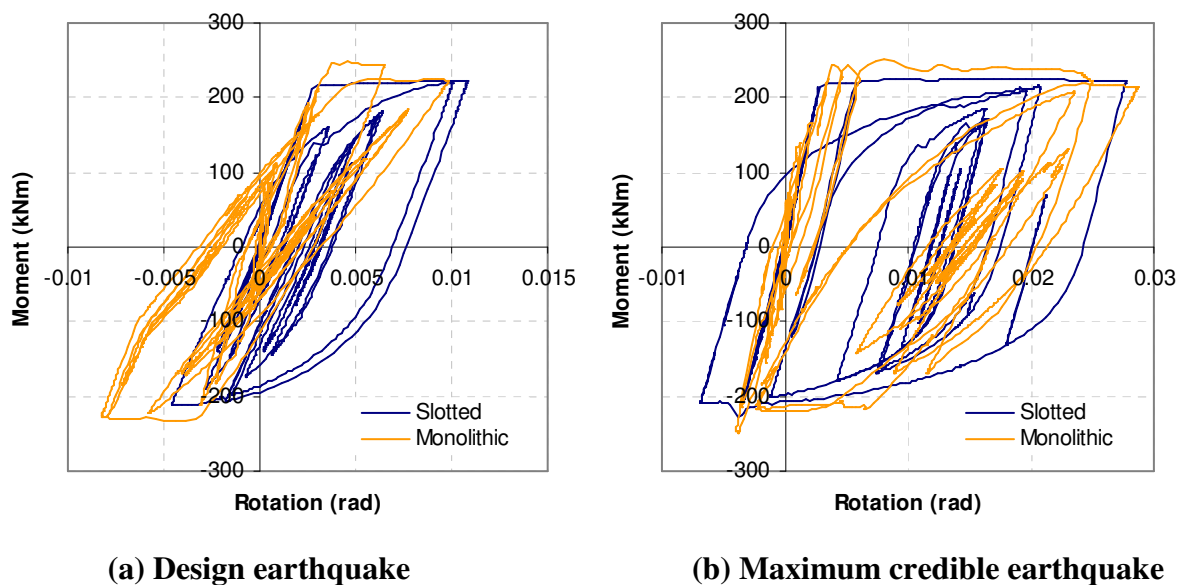 300
200
100
0
-100
-200
-300
-0.01
-0.005
0
0.005
0.01
0.015
Moment (kNm)
Rotation (rad)
Slotted
Monolithic
(a) Design earthquake
300
200
100
0
-100
-200
-300
-0.01
0
0.01
0.02
0.03
Moment (kNm)
Rotation (rad)
Slotted
Monolithic
(b) Maximum credible earthquake